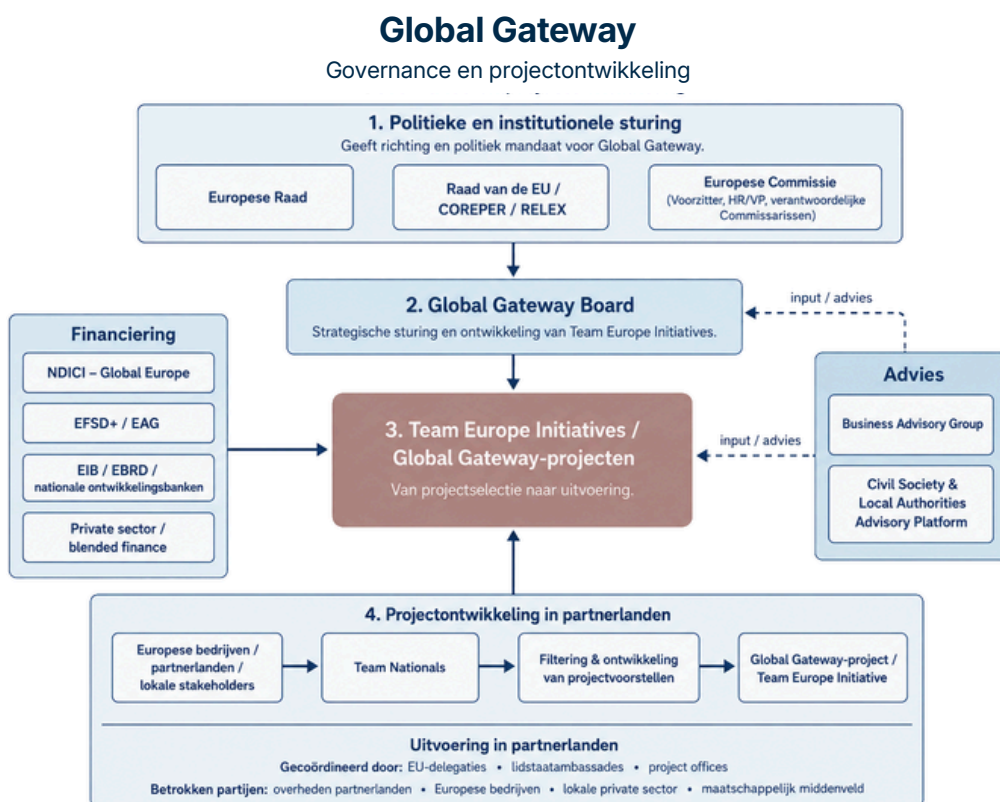 Global Gateway
Governance en projectontwikkeling
1. Politieke en institutionele sturing
Geeft richting en politiek mandaat voor Global Gateway.
Europese Raad
Raad van de EU /
COREPER / RELEX
Europese Commissie
(Voorzitter, HR/VP, verantwoordelijke
Commissarissen)
2. Global Gateway Board
Strategische sturing en ontwikkeling van Team Europe Initiatives.
input / advies
Financiering
NDICI – Global Europe
EFSD+ / EAG
EIB / EBRD /
nationale ontwikkelingsbanken
Private sector /
blended finance
3. Team Europe Initiatives /
Global Gateway-projecten
Van projectselectie naar uitvoering.
input / advies
Advies
Business Advisory Group
Civil Society &
Local Authorities
Advisory Platform
4. Projectontwikkeling in partnerlanden
Europese bedrijven /
partnerlanden /
lokale stakeholders
Team Nationals
Filtering & ontwikkeling
van projectvoorstellen
Global Gateway-project /
Team Europe Initiative
Uitvoering in partnerlanden
Gecoördineerd door: EU-delegaties • lidstaatambassades • project offices
Betrokken partijen: overheden partnerlanden • Europese bedrijven • lokale private sector • maatschappelijk middenveld